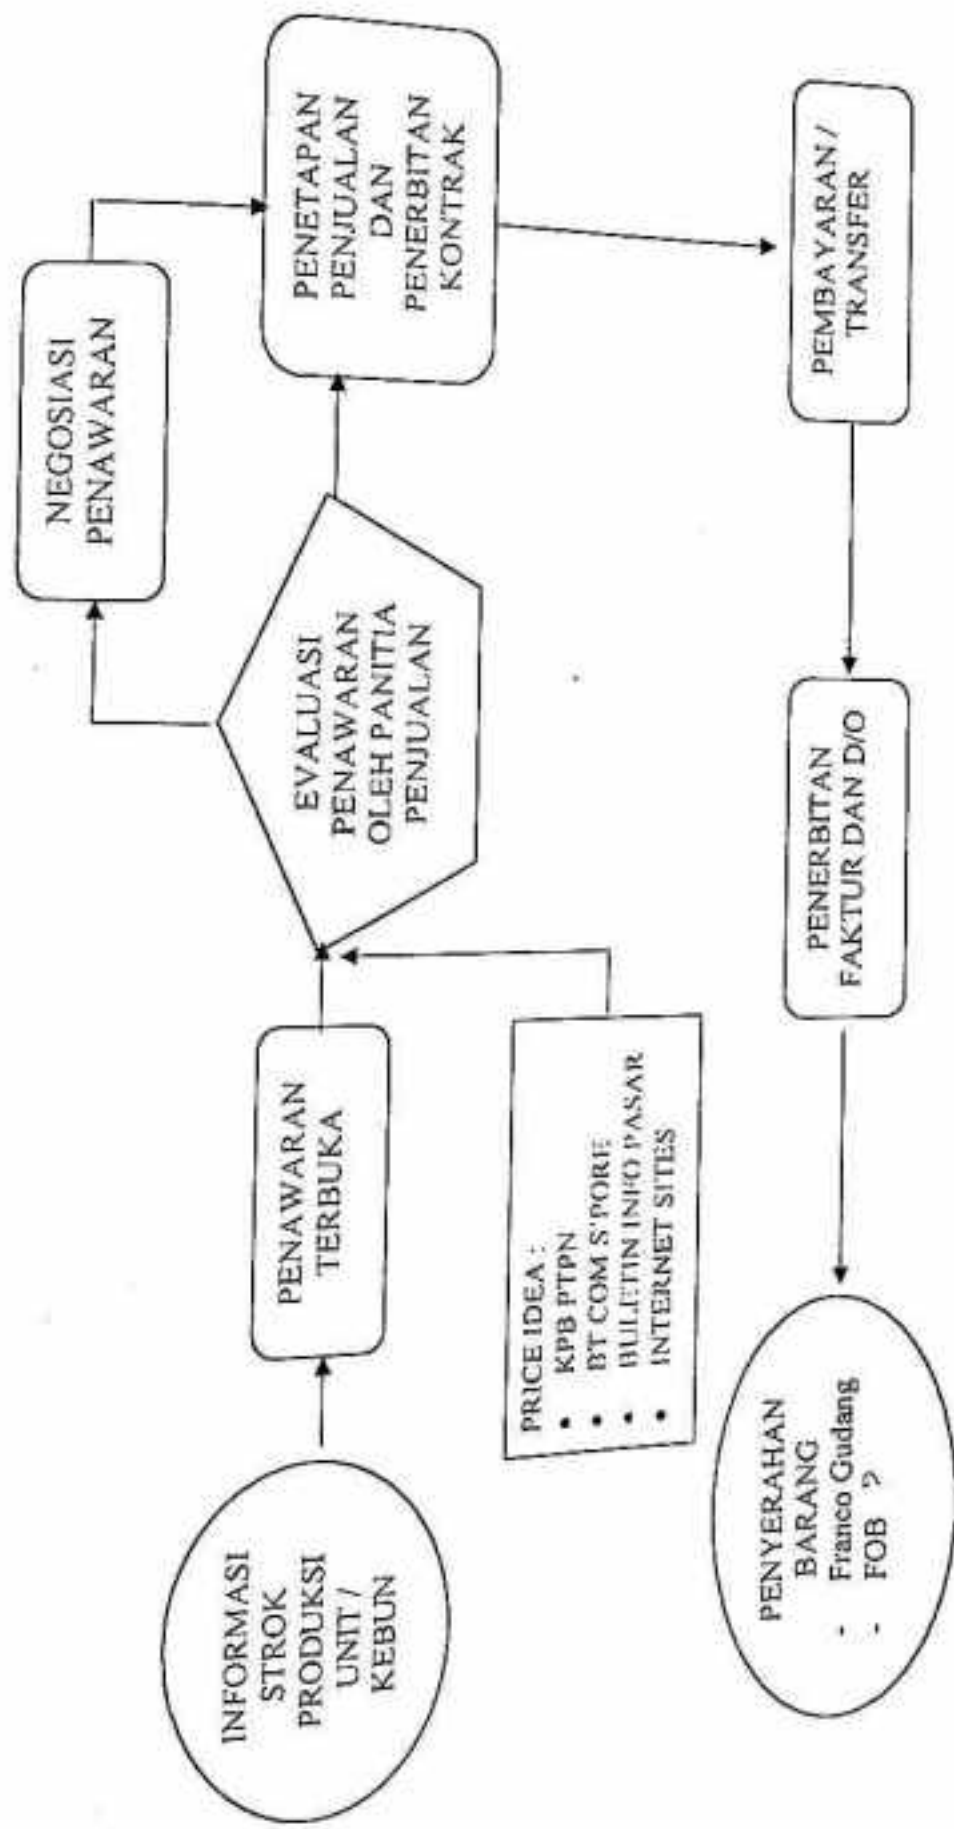 INFORMASI
STROK
PRODUKSI
UNIT /
KEBUN
PENAWARAN
TERBUKA
PRICE IDEA :
• KPB PTPN
• BT COM S'PORE
• BULETIN INFO PASAR
• INTERNET SITES
EVALUASI
PENAWARAN
OLEH PANITIA
PENJUALAN
NEGOSIASI
PENAWARAN
PENETAPAN
PENJUALAN
DAN
PENERBITAN
KONTRAK
PEMBAYARAN /
TRANSFER
PENERBITAN
FAKTUR DAN D/O
PENYERAHAN
BARANG
- Franco Gudang
- FOB ?